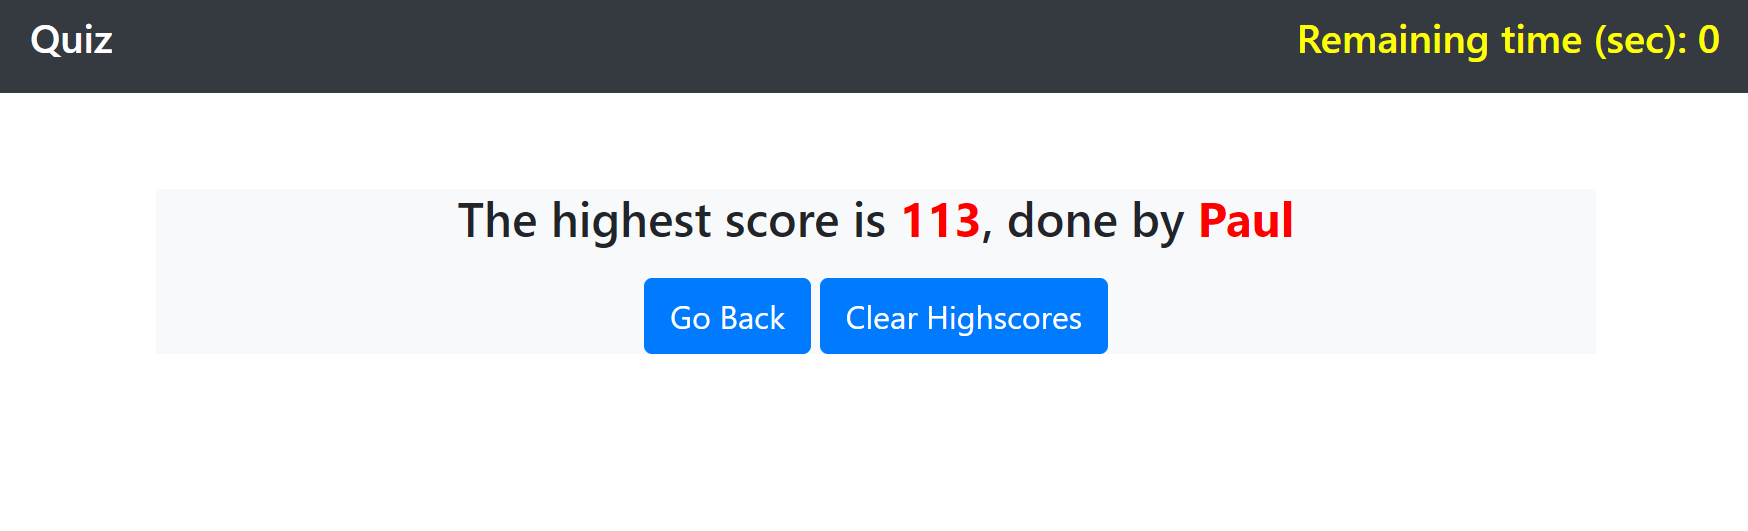 Quiz
Remaining time (sec): 0
The highest score is 113, done by Paul
Go Back
Clear Highscores